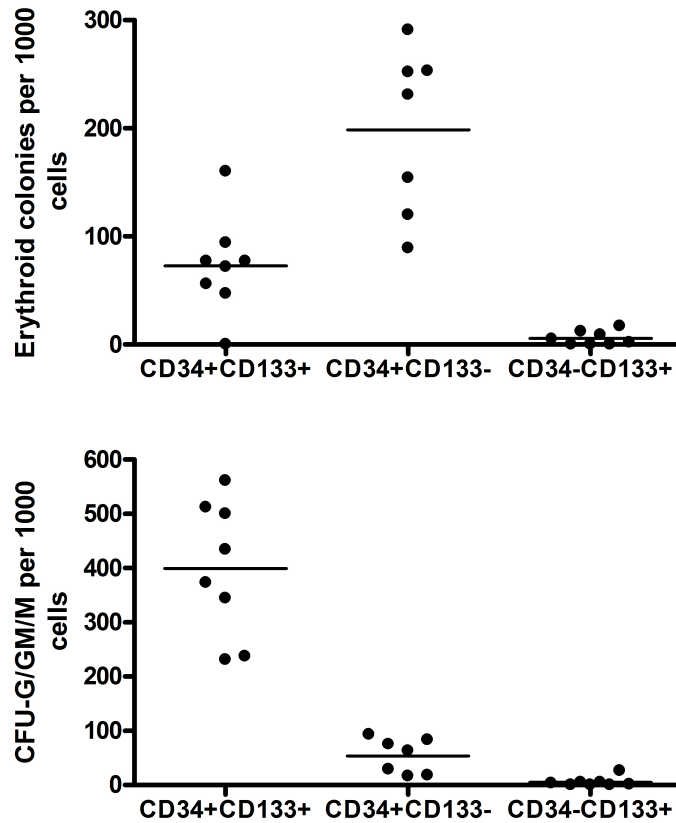 Erythroid colonies per 1000
cells
300
200
100
0
CD34+CD133+ CD34+CD133- CD34-CD133+
CFU-G/GM/M per 1000
cells
600
500
400
300
200
100
0
CD34+CD133+ CD34+CD133- CD34-CD133+